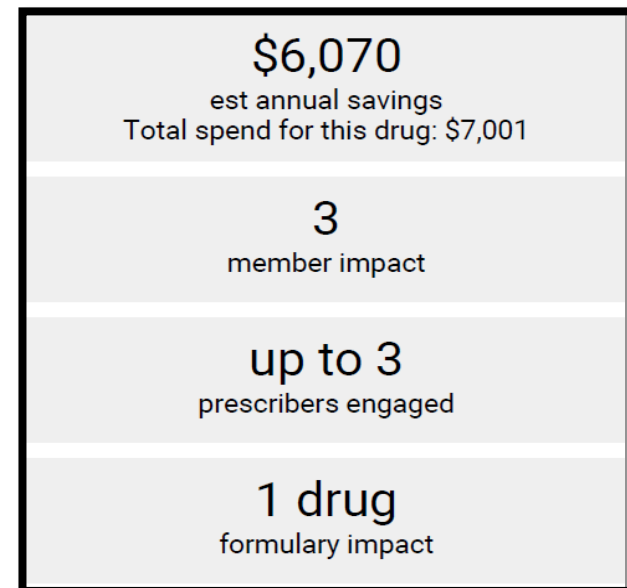 $6,070
est annual savings
Total spend for this drug: $7,001
3
member impact
up to 3
prescribers engaged
1 drug
formulary impact